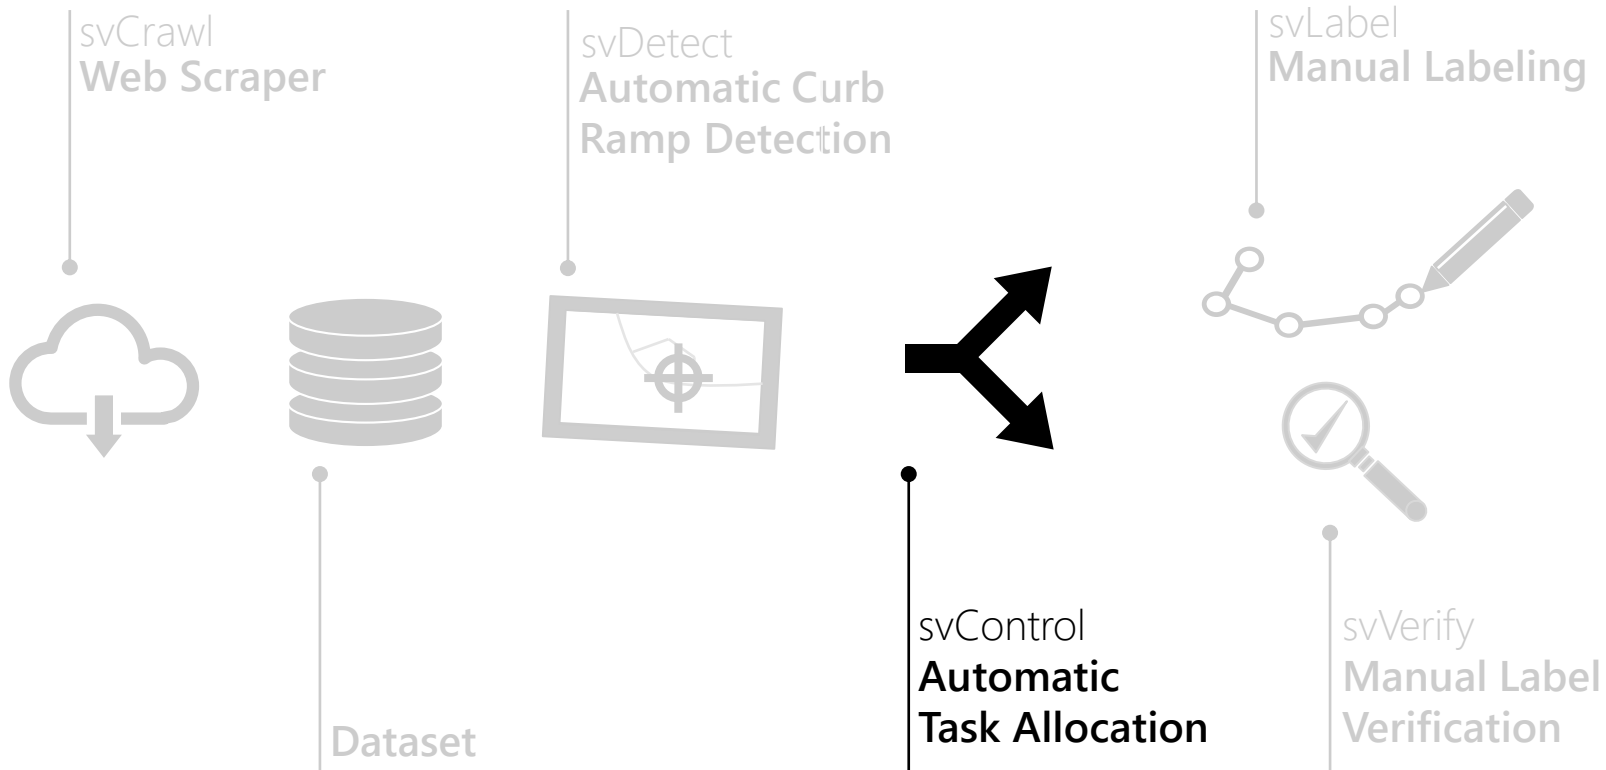 svCrawl
Web Scraper
svDetect
Automatic Curb
Ramp Detection
svLabel
Manual Labeling
svControl
Automatic
Task Allocation
svVerify
Manual Label
Verification
Dataset